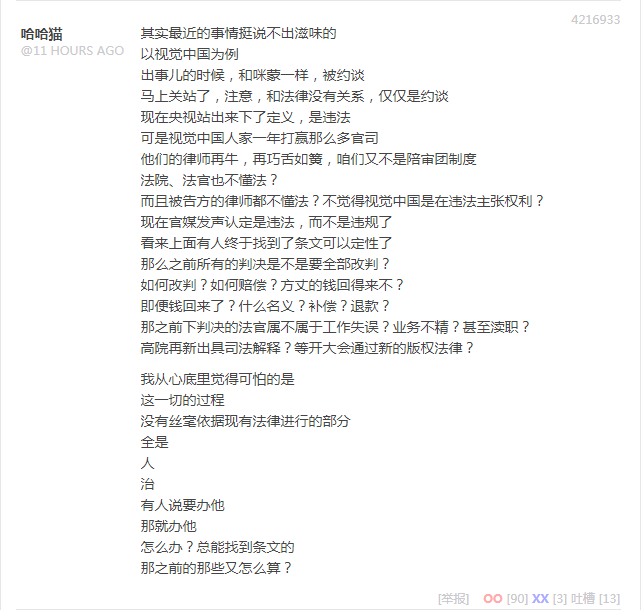 4216933
哈哈猫
@11 HOURS AGO
其实最近的事情挺说不出滋味的
以视觉中国为例
出事儿的时候，和咪蒙一样，被约谈
马上关站了，注意，和法律没有关系，仅仅是约谈
现在央视站出来下了定义，是违法
可是视觉中国人家一年打赢那么多官司
他们的律师再牛，再巧舌如簧，咱们又不是陪审团制度
法院、法官也不懂法？
而且被告方的律师都不懂法？不觉得视觉中国是在违法主张权利？
现在官媒发声认定是违法，而不是违规了
看来上面有人终于找到了条文可以定性了
那么之前所有的判决是不是要全部改判？
如何改判？如何赔偿？方丈的钱回得来不？
即便钱回来了？什么名义？补偿？退款？
那之前下判决的法官属不属于工作失误？业务不精？甚至渎职？
高院再新出具司法解释？等开大会通过新的版权法律？
我从心底里觉得可怕的是
这一切的过程
没有丝毫依据现有法律进行的部分
全是
人
治
有人说要办他
那就办他
怎么办？总能找到条文的
那之前的那些又怎么算？
[举报] OO [90] XX [3] 吐槽 [13]